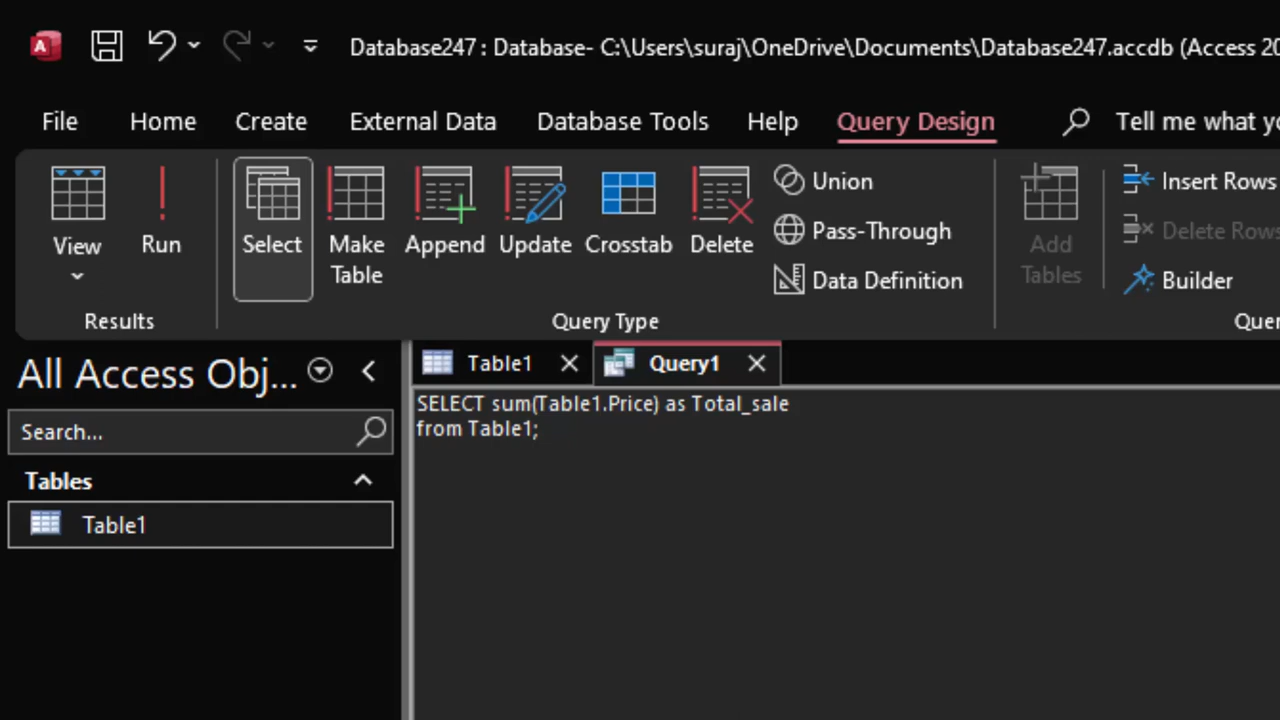 Database247 : Database- C:\Users\suraj\OneDrive\Documents\Database247.accdb (Access 20
File Home Create External Data Database Tools Help Query Design Tell me what yo
View
Run
Select
Make
Table
Append
Update
Crosstab
Delete
Union
Pass-Through
Data Definition
Add
Tables
Insert Rows
Delete Rows
Builder
Results
Query Type
Quer
All Access Obj...
Search...
Tables
Table1
Table1
Query1
SELECT sum(Table1.Price) as Total_sale
from Table1;